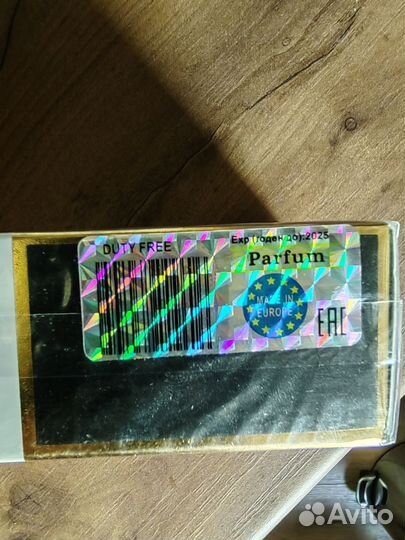 DUTY FREE
Exp (годен до):2025
Parfum
MADE IN
EUROPE
EAC
Avito